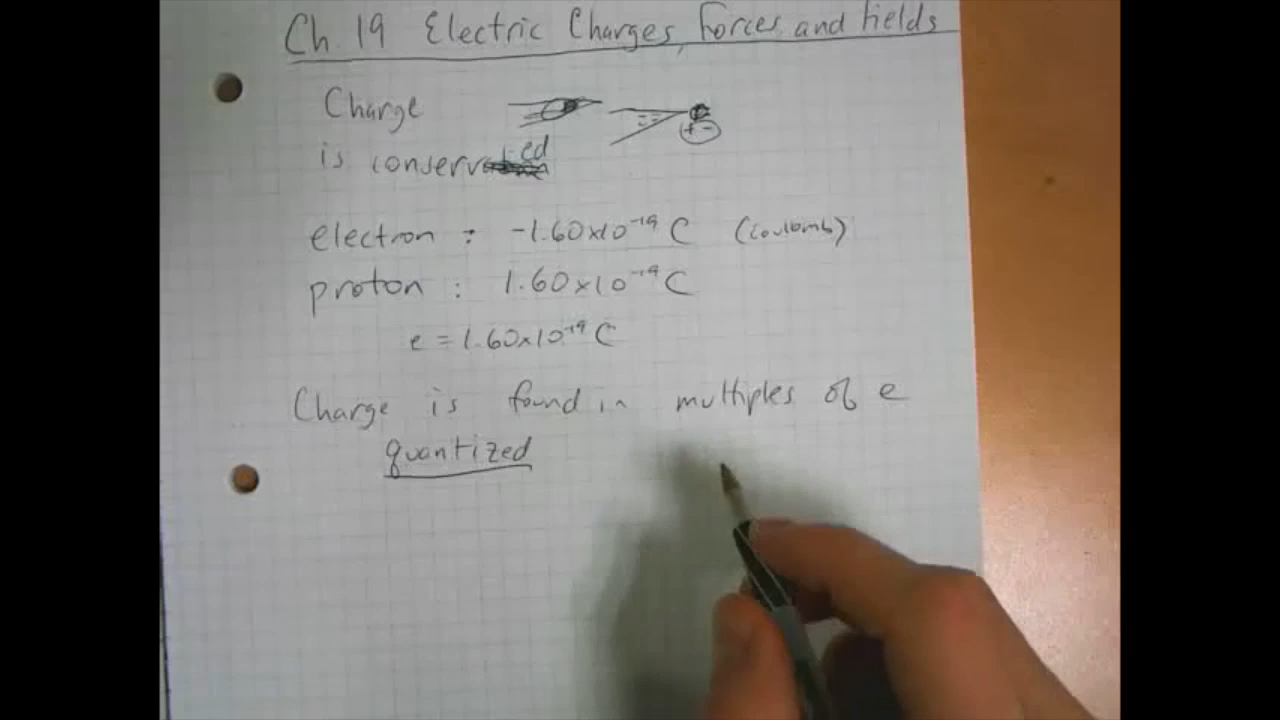 Ch. 19 Electric Charges, Forces and Fields
Charge
is conserved
electron : -1.60x10⁻¹⁹ C (Coulomb)
proton : 1.60x10⁻¹⁹ C
e = 1.60x10⁻¹⁹ C
Charge is found in multiples of e
quantized